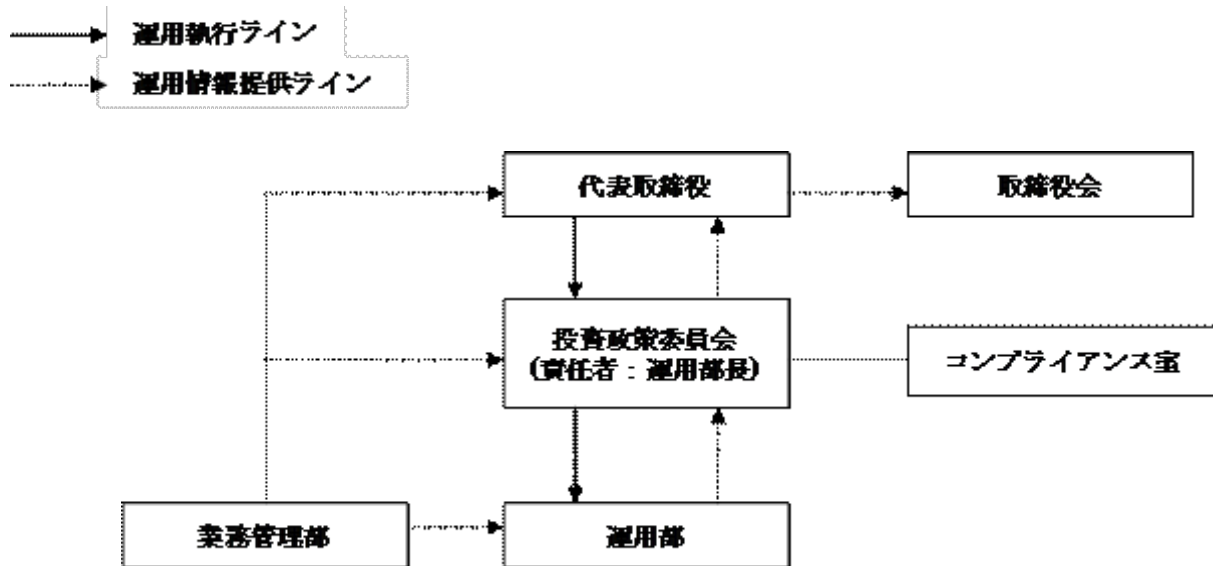 運用執行ライン
運用情報提供ライン
代表取締役
取締役会
投資政策委員会
(責任者：運用部長)
コンプライアンス室
業務管理部
運用部